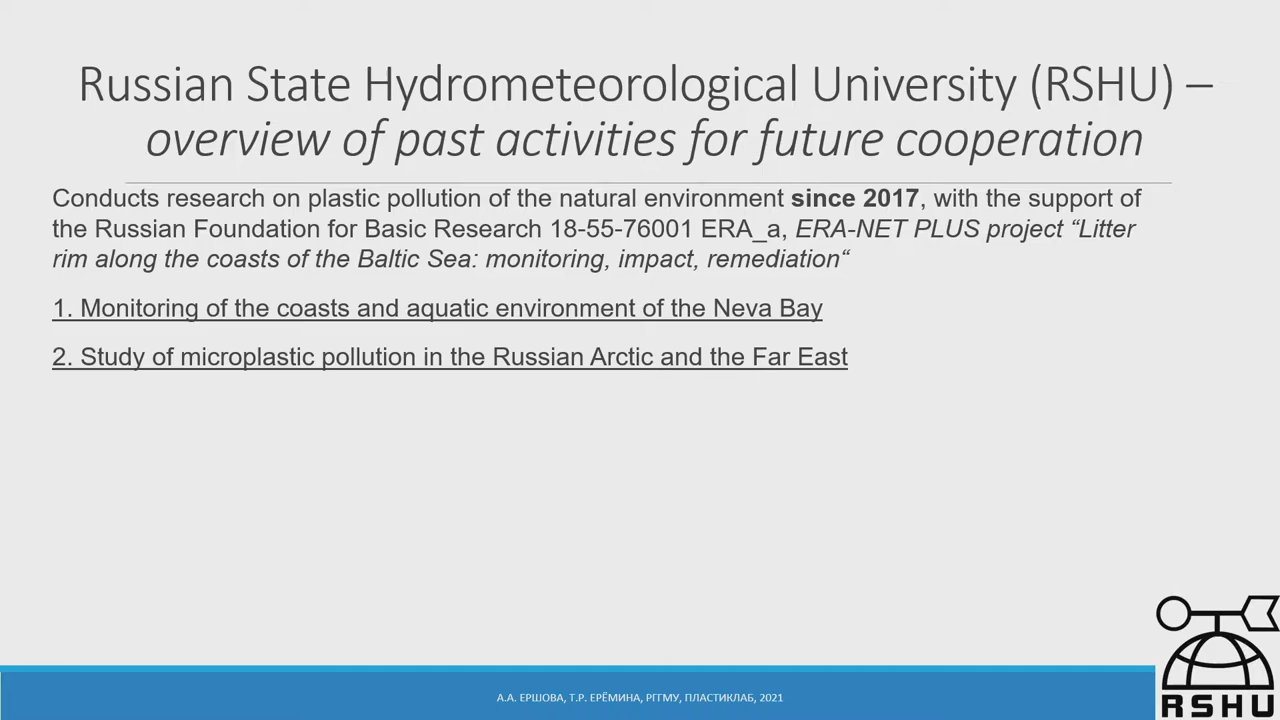 Russian State Hydrometeorological University (RSHU) –
overview of past activities for future cooperation
Conducts research on plastic pollution of the natural environment since 2017, with the support of
the Russian Foundation for Basic Research 18-55-76001 ERA_a, ERA-NET PLUS project “Litter
rim along the coasts of the Baltic Sea: monitoring, impact, remediation“
1. Monitoring of the coasts and aquatic environment of the Neva Bay
2. Study of microplastic pollution in the Russian Arctic and the Far East
А.А. ЕРШОВА, Т.Р. ЕРЁМИНА, РГГМУ, ПЛАСТИКЛАБ, 2021
RSHU